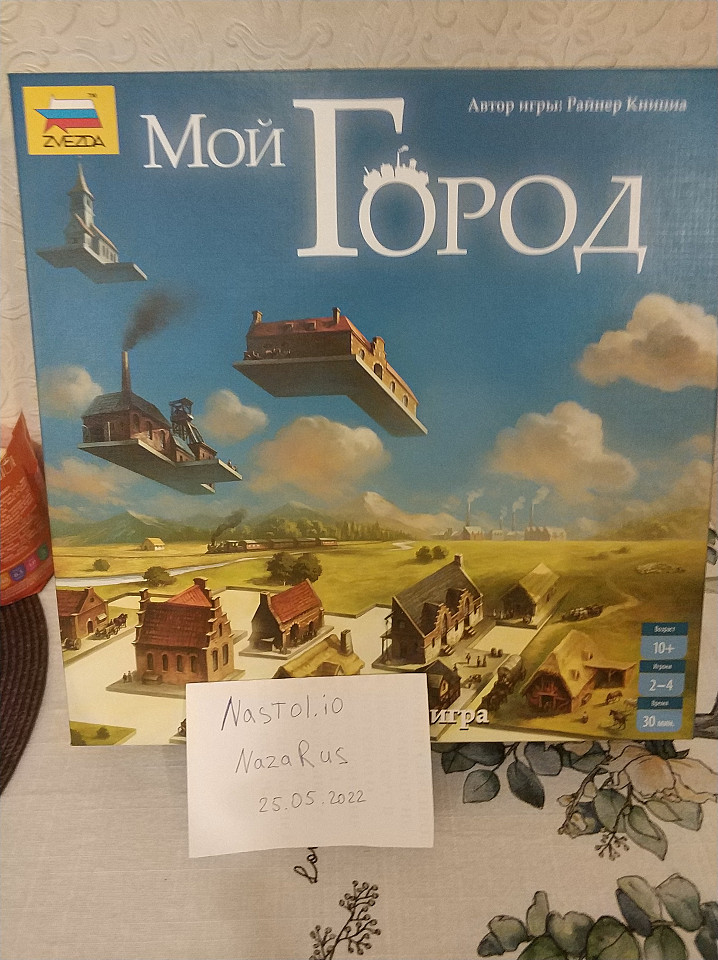 Автор игры: Райнер Книциа
ZVEZDA
Мой Город
Возраст
10+
Игроки
2–4
Время
30 мин.
игра
Nastol.io
NazaRus
25.05.2022